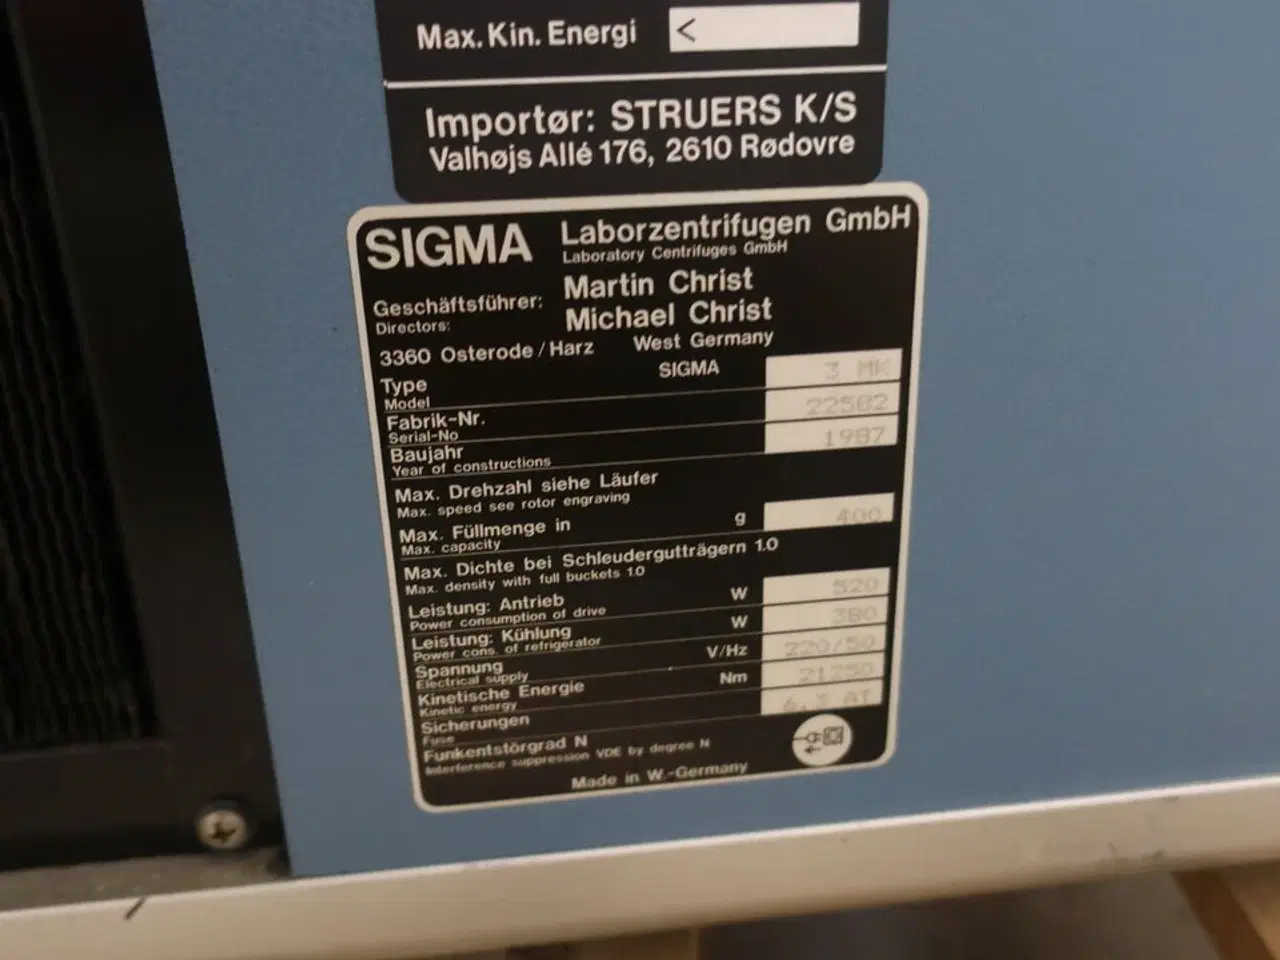 Max. Kin. Energi <
Importør: STRUERS K/S
Valhøjs Allé 176, 2610 Rødovre
SIGMA Laborzentrifugen GmbH
Laboratory Centrifuges GmbH
Geschäftsführer: Martin Christ
Directors: Michael Christ
3360 Osterode / Harz West Germany
Type SIGMA 3 MK
Model
Fabrik-Nr. 22582
Serial-No
Baujahr 1987
Year of constructions
Max. Drehzahl siehe Läufer
Max. speed see rotor engraving
Max. Füllmenge in g 400
Max. capacity
Max. Dichte bei Schleudergutträgern 1.0
Max. density with full buckets 1.0
Leistung: Antrieb W 520
Power consumption of drive
Leistung: Kühlung W 380
Power cons. of refrigerator
Spannung V/Hz 220/50
Electrical supply
Kinetische Energie Nm 21250
Kinetic energy
Sicherungen 6,3 AT
Fuse
Funkentstörgrad N
Interference suppression VDE by degree N
Made in W.-Germany